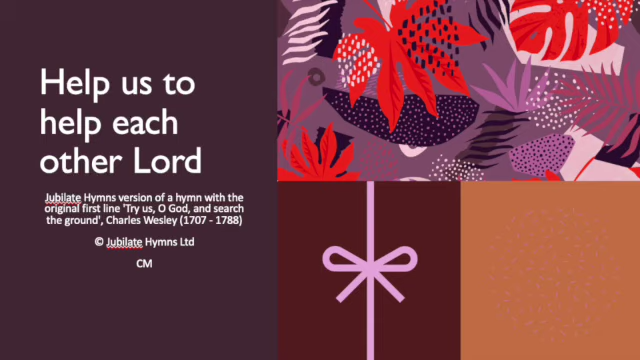 Help us to
help each
other Lord
Jubilate Hymns version of a hymn with the
original first line 'Try us, O God, and search
the ground', Charles Wesley (1707 - 1788)
© Jubilate Hymns Ltd
CM